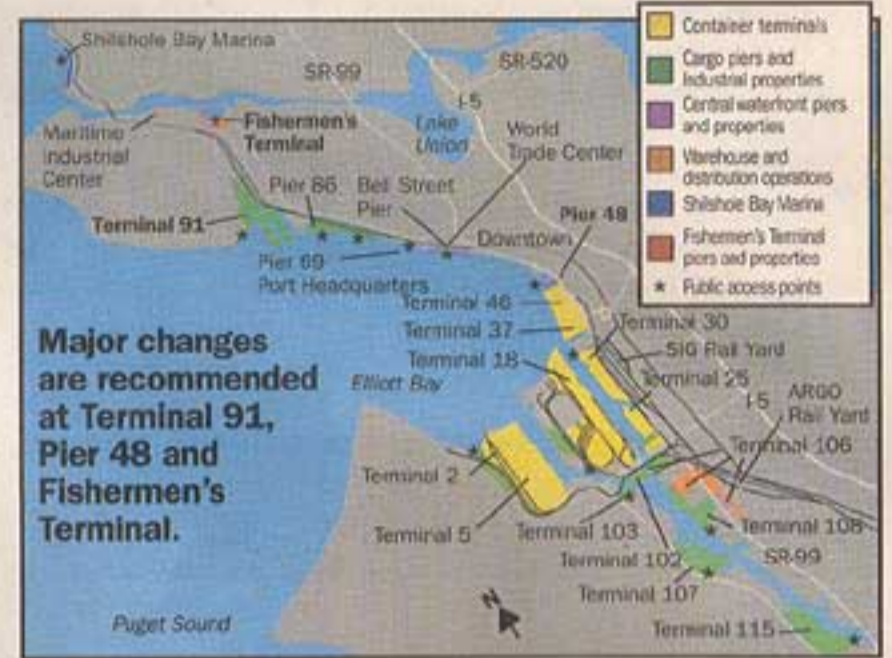 Container terminals
Cargo piers and
Industrial properties
Central waterfront piers
and properties
Warehouse and
distribution operations
Shilshole Bay Marina
Fishermen's Terminal
piers and properties
★ Public access points
Shilshole Bay Marina
SR-99
SR-520
I-5
Maritime
Industrial
Center
Fishermen's
Terminal
Lake
Union
World
Trade Center
Pier 86
Bell Street
Pier
Pier 48
Terminal 91
Downtown
Pier 69
Port Headquarters
Terminal 46
Terminal 37
Terminal 30
Terminal 18
SIG Rail Yard
Terminal 25
Major changes
are recommended
at Terminal 91,
Pier 48 and
Fishermen's
Terminal.
Elliott Bay
I-5
ARGO
Rail Yard
Terminal 106
Terminal 2
Terminal 5
Terminal 103
Terminal 108
Terminal 102
SR-99
Terminal 107
Puget Sound
N
Terminal 115